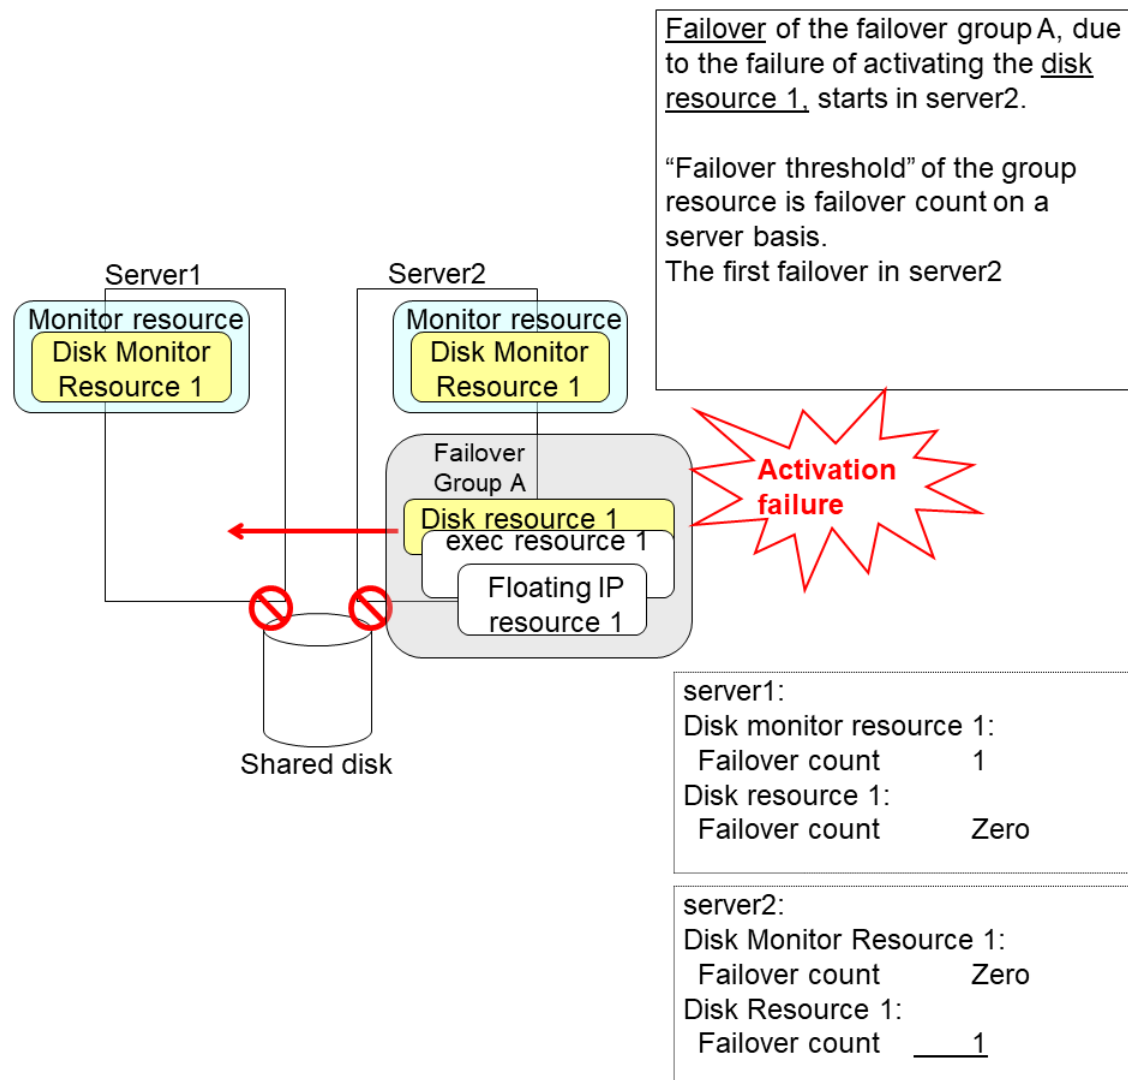 Failover of the failover group A, due
to the failure of activating the disk
resource 1, starts in server2.
“Failover threshold” of the group
resource is failover count on a
server basis.
The first failover in server2
Server1
Server2
Monitor resource
Disk Monitor
Resource 1
Monitor resource
Disk Monitor
Resource 1
Failover
Group A
Disk resource 1
exec resource 1
Floating IP
resource 1
Activation
failure
Shared disk
server1:
Disk monitor resource 1:
Failover count 1
Disk resource 1:
Failover count Zero
server2:
Disk Monitor Resource 1:
Failover count Zero
Disk Resource 1:
Failover count 1